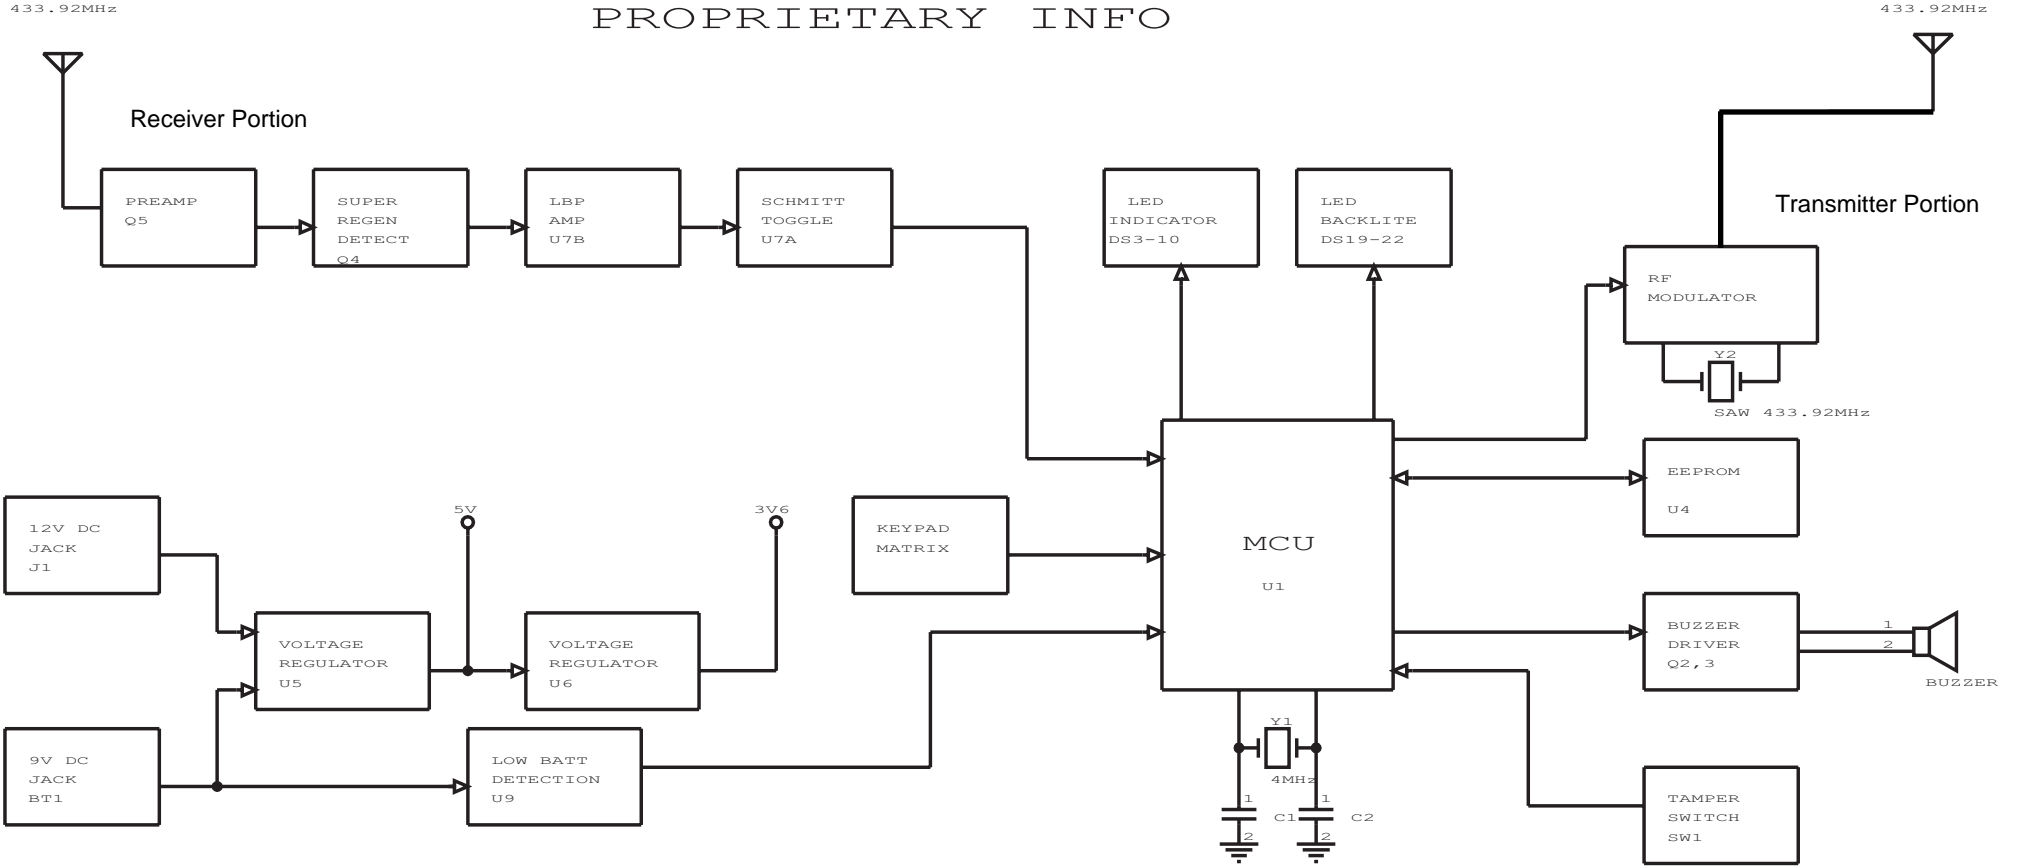 433.92MHz
PROPRIETARY INFO
433.92MHz
Receiver Portion
Transmitter Portion
PREAMP
Q5
SUPER
REGEN
DETECT
Q4
LBP
AMP
U7B
SCHMITT
TOGGLE
U7A
LED
INDICATOR
DS3-10
LED
BACKLITE
DS19-22
RF
MODULATOR
Y2
SAW 433.92MHz
EEPROM
U4
12V DC
JACK
J1
5V
3V6
KEYPAD
MATRIX
MCU
U1
VOLTAGE
REGULATOR
U5
VOLTAGE
REGULATOR
U6
BUZZER
DRIVER
Q2,3
1
2
BUZZER
9V DC
JACK
BT1
LOW BATT
DETECTION
U9
Y1
4MHz
1
C1
2
1
C2
2
TAMPER
SWITCH
SW1